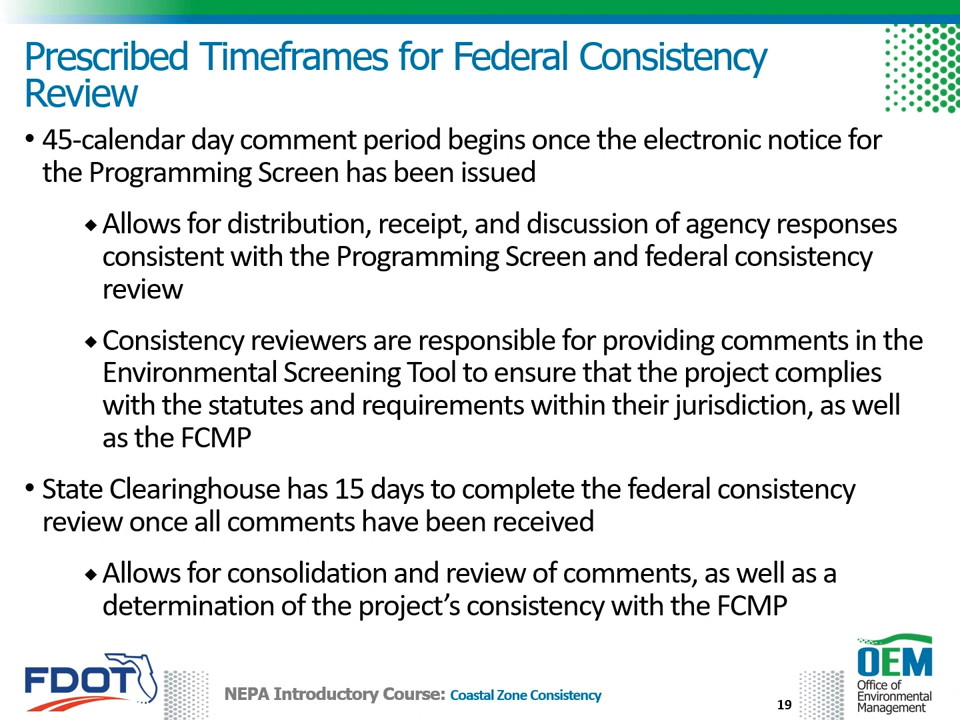 Prescribed Timeframes for Federal Consistency
Review
• 45-calendar day comment period begins once the electronic notice for
the Programming Screen has been issued
◆ Allows for distribution, receipt, and discussion of agency responses
consistent with the Programming Screen and federal consistency
review
◆ Consistency reviewers are responsible for providing comments in the
Environmental Screening Tool to ensure that the project complies
with the statutes and requirements within their jurisdiction, as well
as the FCMP
• State Clearinghouse has 15 days to complete the federal consistency
review once all comments have been received
◆ Allows for consolidation and review of comments, as well as a
determination of the project's consistency with the FCMP
FDOT
NEPA Introductory Course: Coastal Zone Consistency
19
OEM
Office of
Environmental
Management